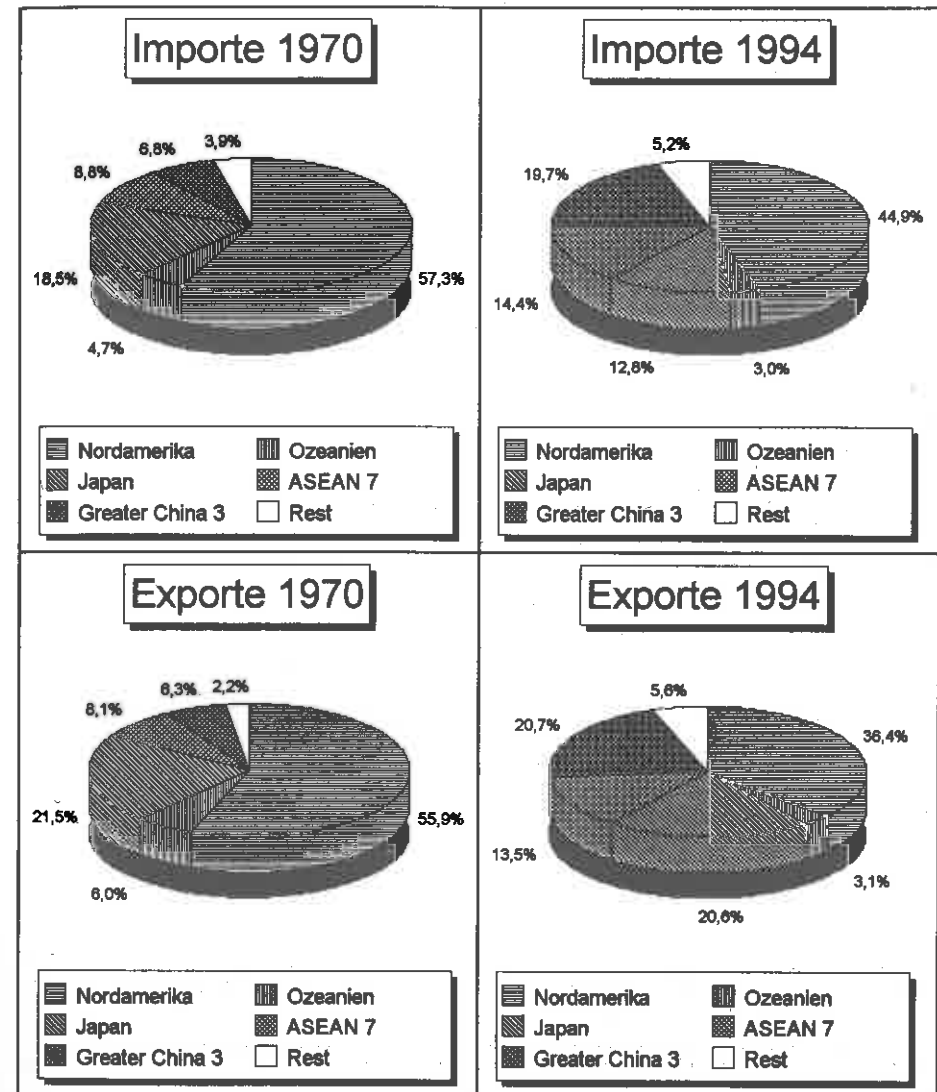 Importe 1970
3,9%
6,8%
8,8%
18,5%
57,3%
4,7%
Nordamerika
Ozeanien
Japan
ASEAN 7
Greater China 3
Rest
Importe 1994
5,2%
19,7%
44,9%
14,4%
12,8%
3,0%
Nordamerika
Ozeanien
Japan
ASEAN 7
Greater China 3
Rest
Exporte 1970
6,3%
2,2%
8,1%
21,5%
55,9%
6,0%
Nordamerika
Ozeanien
Japan
ASEAN 7
Greater China 3
Rest
Exporte 1994
5,6%
20,7%
36,4%
13,5%
3,1%
20,6%
Nordamerika
Ozeanien
Japan
ASEAN 7
Greater China 3
Rest